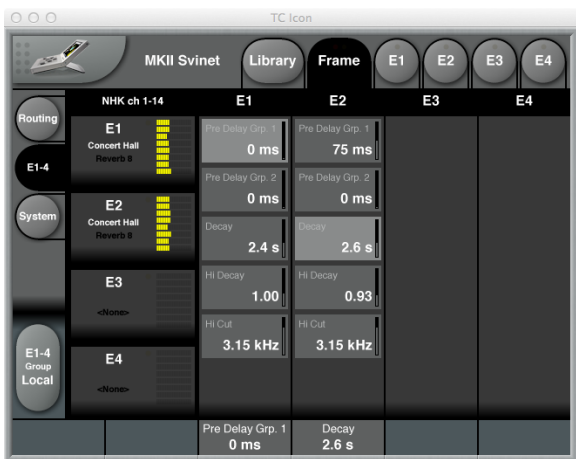 TC Icon
MKII Svinet
Library
Frame
E1
E2
E3
E4
Routing
E1-4
System
E1-4
Group
Local
NHK ch 1-14
E1
E2
E3
E4
E1
Concert Hall
Reverb 8
E2
Concert Hall
Reverb 8
E3
<None>
E4
<None>
Pre Delay Grp. 1
0 ms
Pre Delay Grp. 1
75 ms
Pre Delay Grp. 2
0 ms
Pre Delay Grp. 2
0 ms
Decay
2.4 s
Decay
2.6 s
Hi Decay
1.00
Hi Decay
0.93
Hi Cut
3.15 kHz
Hi Cut
3.15 kHz
Pre Delay Grp. 1
0 ms
Decay
2.6 s